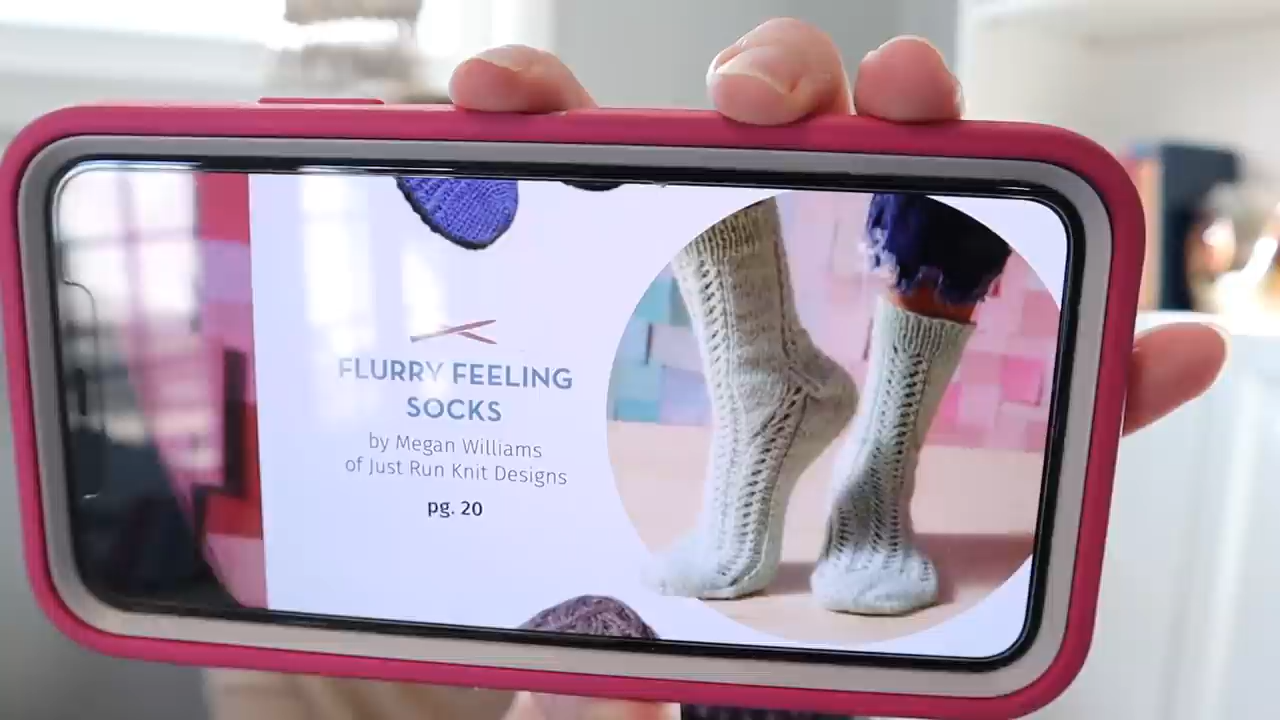 FLURRY FEELING
SOCKS
by Megan Williams
of Just Run Knit Designs
pg. 20